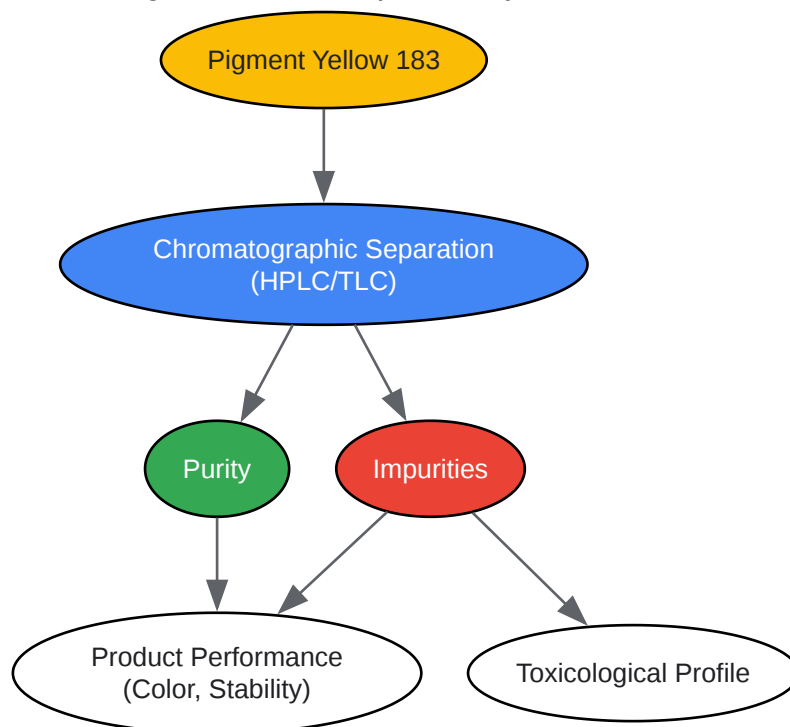 Pigment Yellow 183
Chromatographic Separation
(HPLC/TLC)
Purity
Impurities
Product Performance
(Color, Stability)
Toxicological Profile